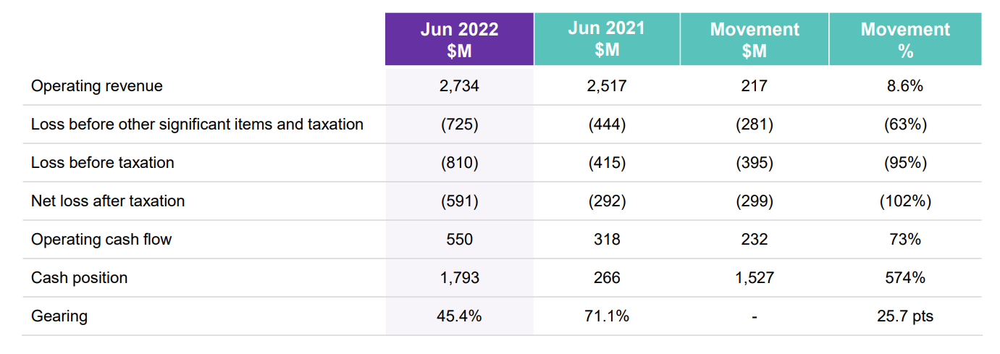 Jun 2022 $M Jun 2021 $M Movement $M Movement %
Operating revenue 2,734 2,517 217 8.6%
Loss before other significant items and taxation (725) (444) (281) (63%)
Loss before taxation (810) (415) (395) (95%)
Net loss after taxation (591) (292) (299) (102%)
Operating cash flow 550 318 232 73%
Cash position 1,793 266 1,527 574%
Gearing 45.4% 71.1% - 25.7 pts